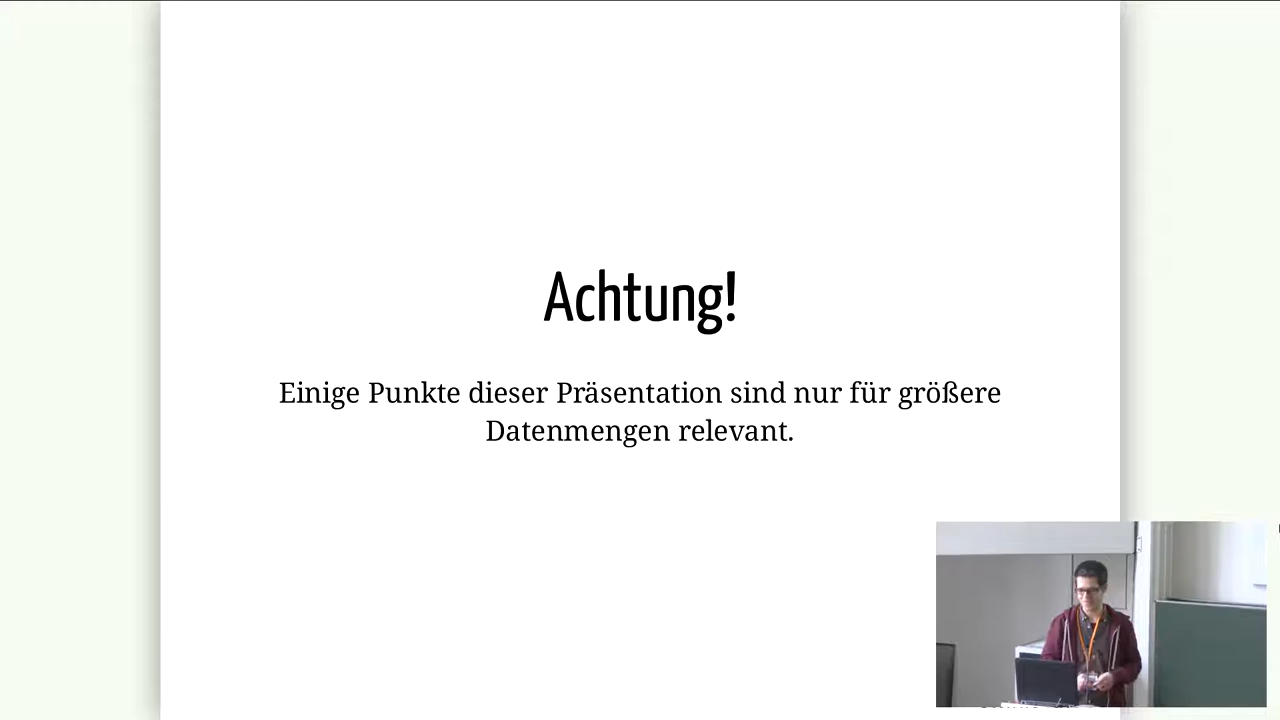 Achtung!
Einige Punkte dieser Präsentation sind nur für größere
Datenmengen relevant.